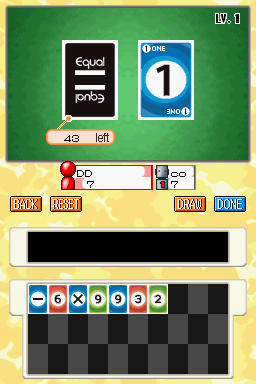 LV. 1
Equal
Equal
1 ONE
1
1 ONE
43 left
DD
7
CO
1 7
BACK RESET DRAW DONE
− 6 × 9 9 3 2